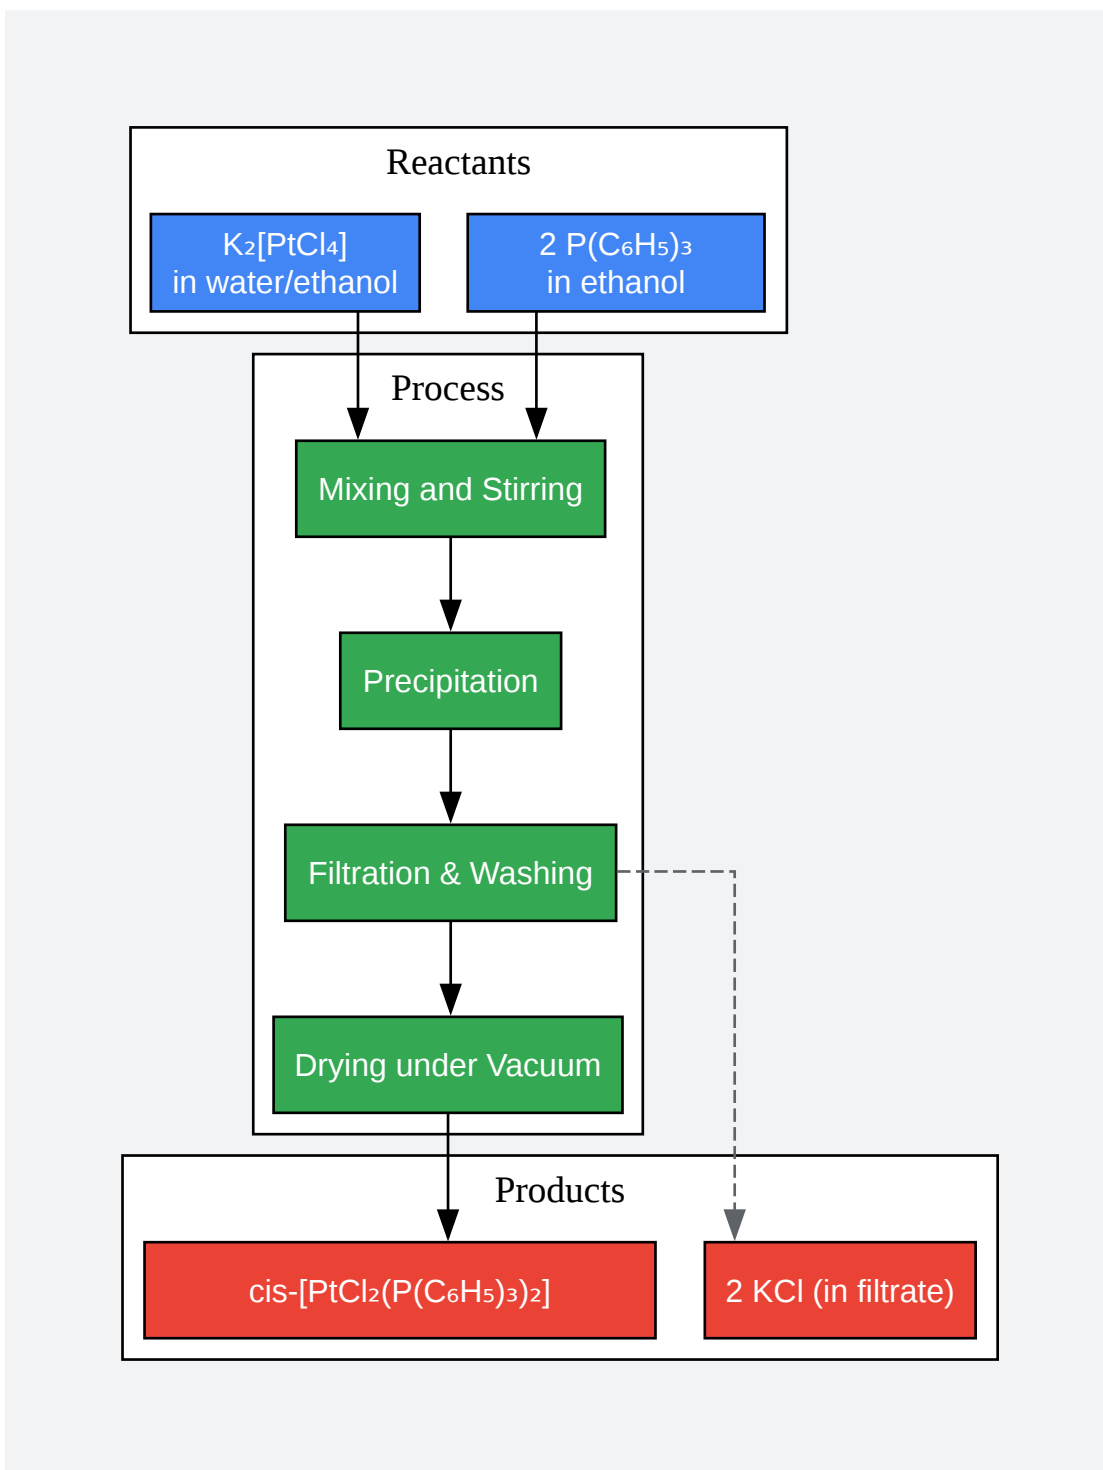 Reactants
K₂[PtCl₄]
in water/ethanol
2 P(C₆H₅)₃
in ethanol
Process
Mixing and Stirring
Precipitation
Filtration & Washing
Drying under Vacuum
Products
cis-[PtCl₂(P(C₆H₅)₃)₂]
2 KCl (in filtrate)